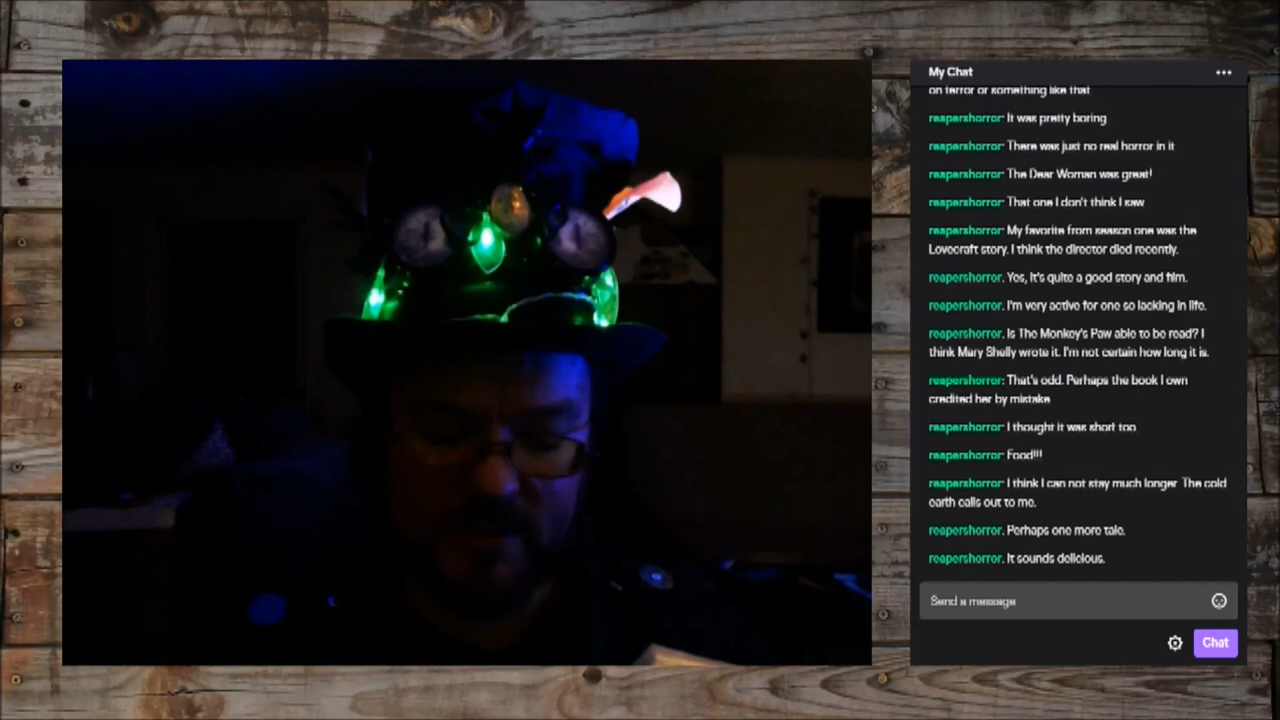 My Chat
on terror or something like that
reapershorror: It was pretty boring
reapershorror: There was just no real horror in it
reapershorror: The Dear Woman was great!
reapershorror: That one I don't think I saw
reapershorror: My favorite from season one was the
Lovecraft story. I think the director died recently.
reapershorror: Yes, it's quite a good story and film.
reapershorror: I'm very active for one so lacking in life.
reapershorror: Is The Monkey's Paw able to be read? I
think Mary Shelly wrote it. I'm not certain how long it is.
reapershorror: That's odd. Perhaps the book I own
credited her by mistake
reapershorror: I thought it was short too
reapershorror: Food!!!
reapershorror: I think I can not stay much longer. The cold
earth calls out to me.
reapershorror: Perhaps one more tale.
reapershorror: It sounds delicious.
Send a message
Chat